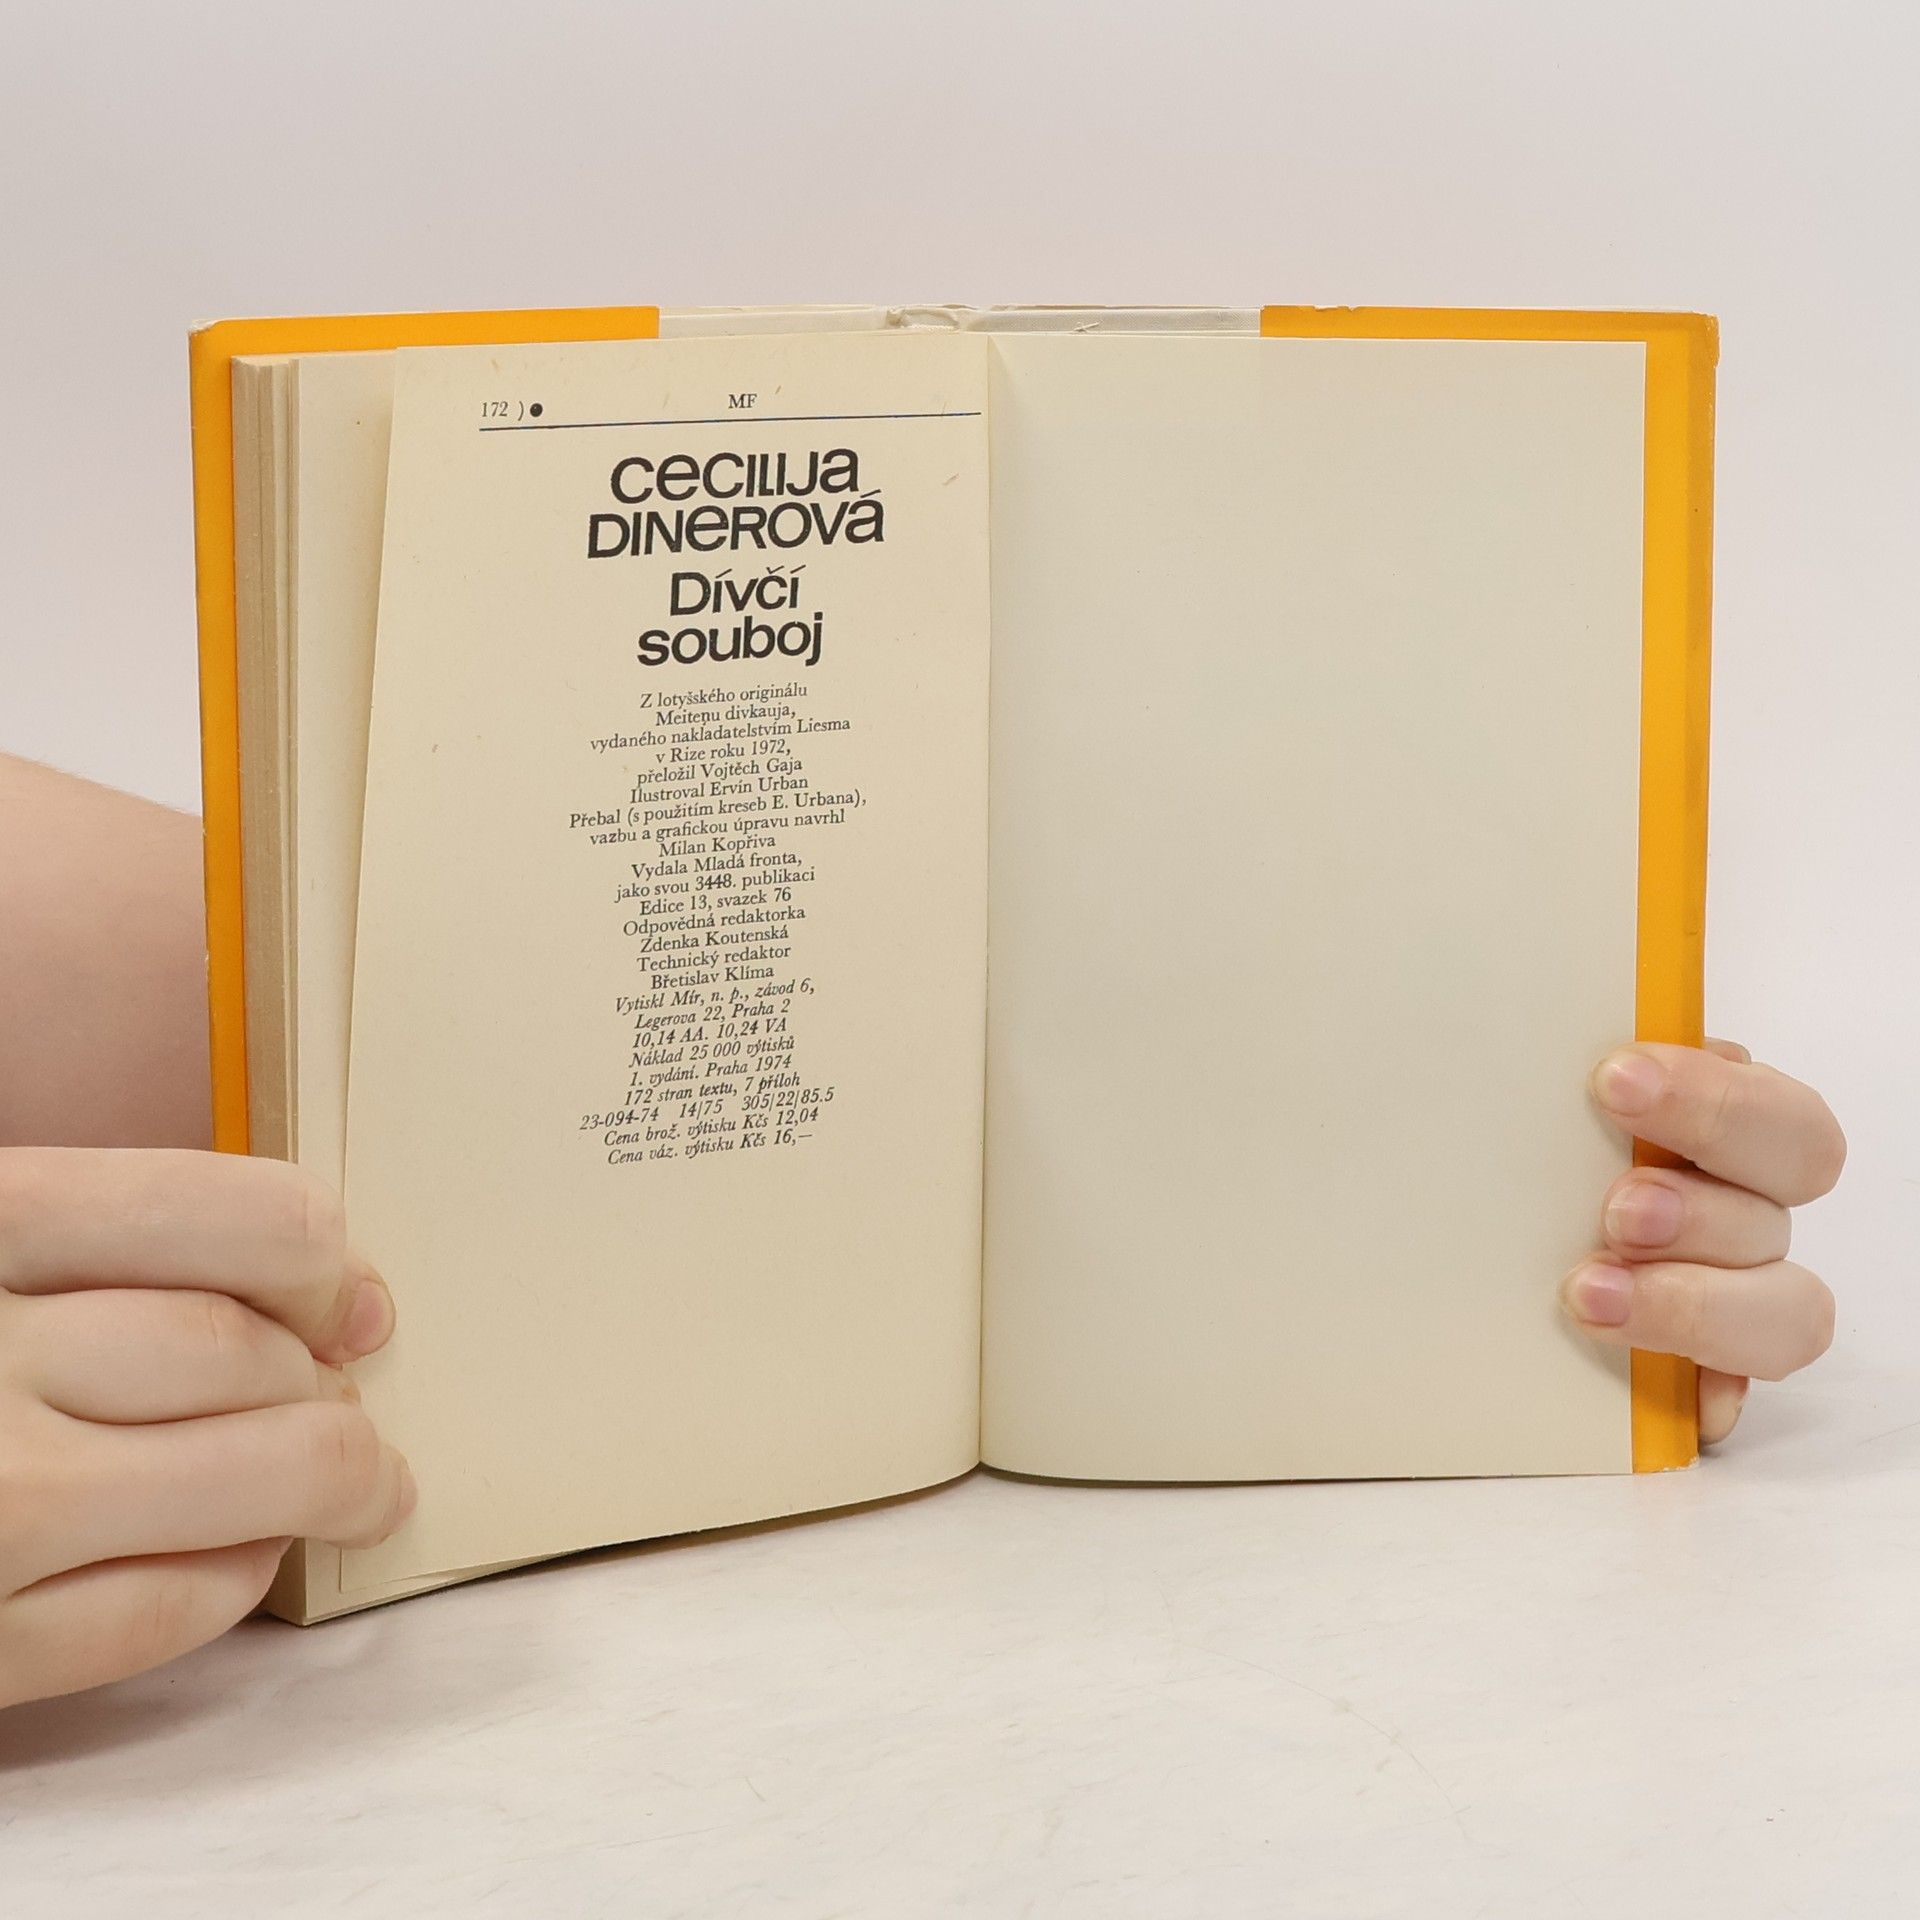 172 )●
MF
Cecilija
Dinerová
Dívčí
souboj
Z lotyšského originálu
Meiteņu divkauja,
vydaného nakladatelstvím Liesma
v Rize roku 1972,
přeložil Vojtěch Gaja
Ilustroval Ervín Urban
Přebal (s použitím kreseb E. Urbana),
vazbu a grafickou úpravu navrhl
Milan Kopřiva
Vydala Mladá fronta,
jako svou 3448. publikaci
Edice 13, svazek 76
Odpovědná redaktorka
Zdenka Koutenská
Technický redaktor
Břetislav Klíma
Vytiskl Mír, n. p., závod 6,
Legerova 22, Praha 2
10,14 AA. 10,24 VA
Náklad 25 000 výtisků
1. vydání. Praha 1974
172 stran textu, 7 příloh
23-094-74 14/75 305/22/85.5
Cena brož. výtisku Kčs 12,04
Cena váz. výtisku Kčs 16,—